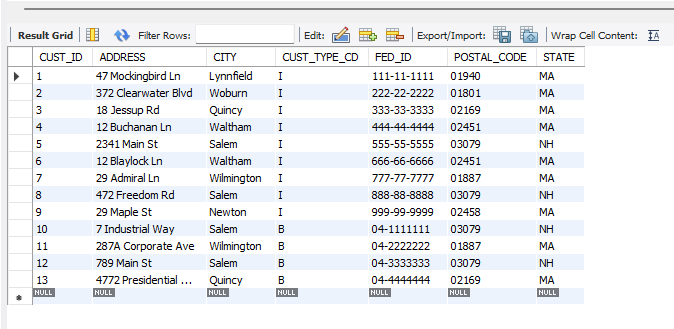 Result Grid Filter Rows: Edit: Export/Import: Wrap Cell Content: IA
CUST_ID ADDRESS CITY CUST_TYPE_CD FED_ID POSTAL_CODE STATE
1 47 Mockingbird Ln Lynnfield I 111-11-1111 01940 MA
2 372 Clearwater Blvd Woburn I 222-22-2222 01801 MA
3 18 Jessup Rd Quincy I 333-33-3333 02169 MA
4 12 Buchanan Ln Waltham I 444-44-4444 02451 MA
5 2341 Main St Salem I 555-55-5555 03079 NH
6 12 Blaylock Ln Waltham I 666-66-6666 02451 MA
7 29 Admiral Ln Wilmington I 777-77-7777 01887 MA
8 472 Freedom Rd Salem I 888-88-8888 03079 NH
9 29 Maple St Newton I 999-99-9999 02458 MA
10 7 Industrial Way Salem B 04-1111111 03079 NH
11 287A Corporate Ave Wilmington B 04-2222222 01887 MA
12 789 Main St Salem B 04-3333333 03079 NH
13 4772 Presidential ... Quincy B 04-4444444 02169 MA
NULL NULL NULL NULL NULL NULL NULL